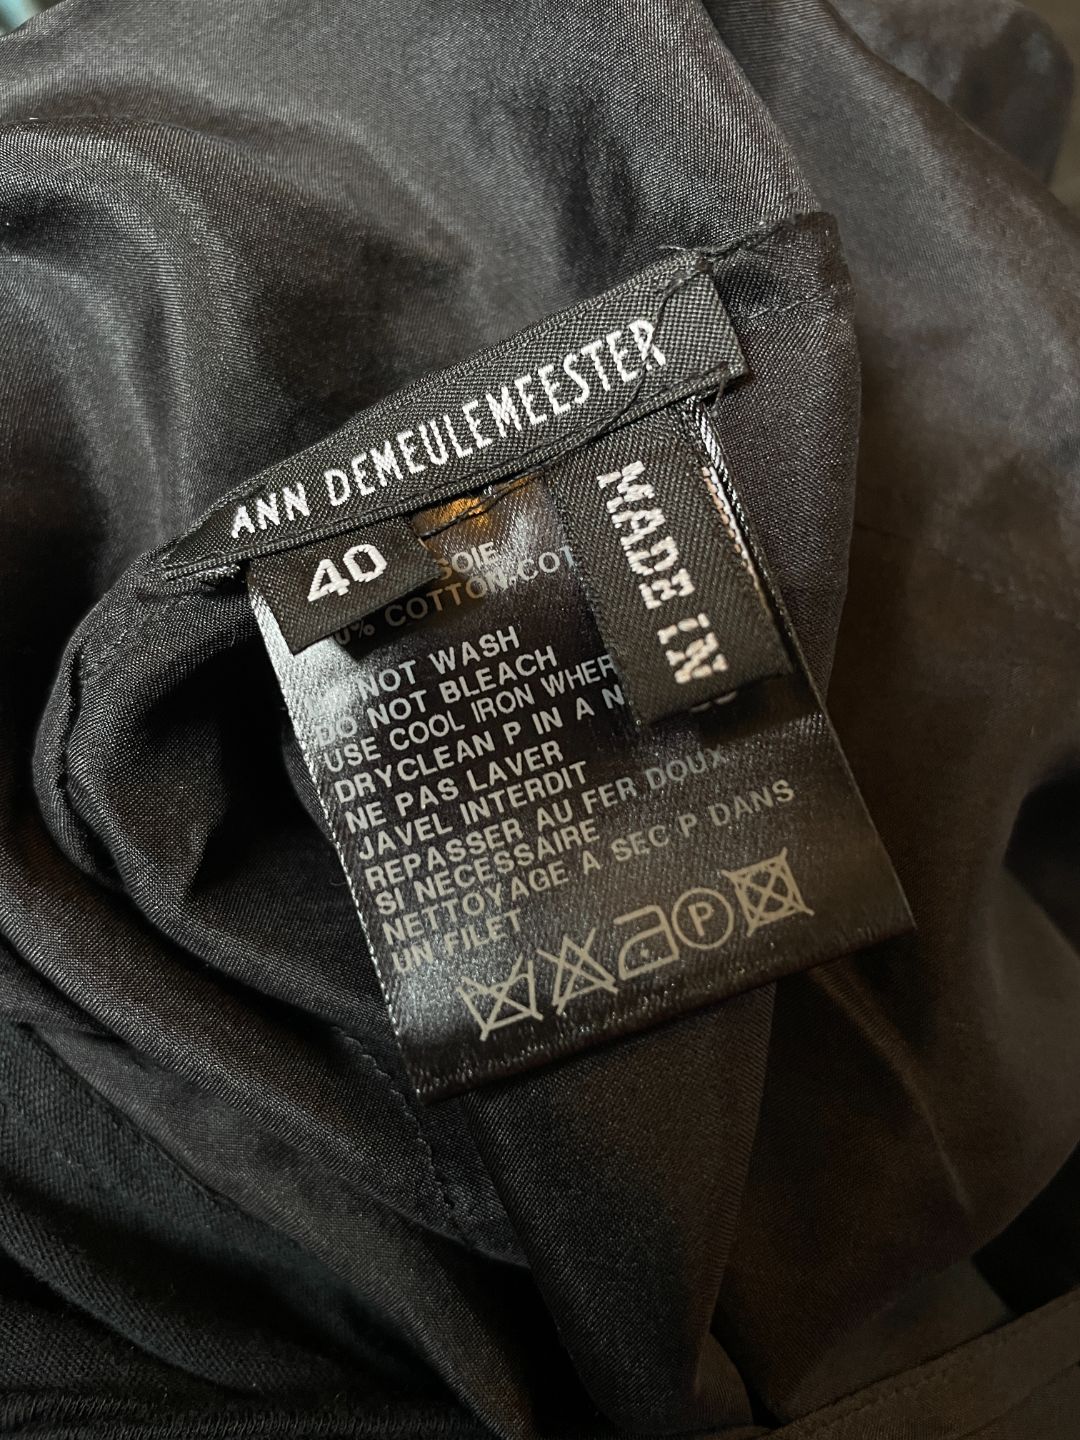 ANN DEMEULEMEESTER
40
MADE IN
SOIE
0% COTTON/COT
NOT WASH
DO NOT BLEACH
USE COOL IRON WHER
DRYCLEAN P IN A N
NE PAS LAVER
JAVEL INTERDIT
REPASSER AU FER DOUX
SI NECESSAIRE
NETTOYAGE A SEC P DANS
UN FILET
P